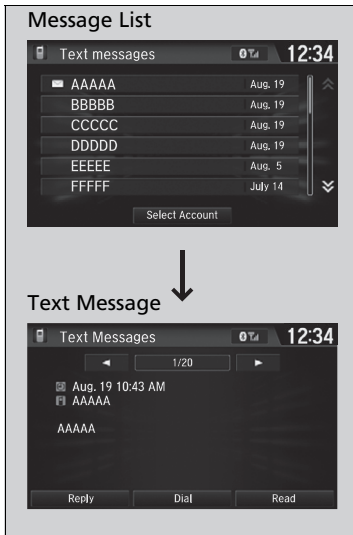 Message List
Text messages 12:34
AAAAA Aug. 19
BBBBB Aug. 19
CCCCC Aug. 19
DDDDD Aug. 19
EEEEE Aug. 5
FFFFF July 14
Select Account
Text Message
Text Messages 12:34
1/20
Aug. 19 10:43 AM
AAAAA
AAAAA
Reply Dial Read